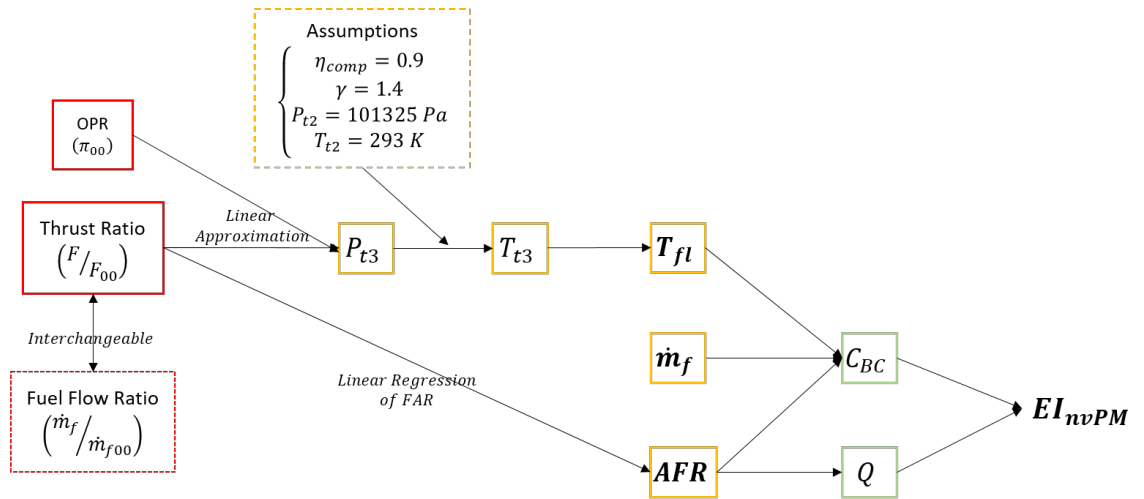 Assumptions
η_comp = 0.9
γ = 1.4
P_t2 = 101325 Pa
T_t2 = 293 K
OPR
(π_00)
Thrust Ratio
(F/F_00)
Linear
Approximation
P_t3
T_t3
T_fl
Interchangeable
ṁ_f
C_BC
Linear Regression
of FAR
EI_nvPM
Fuel Flow Ratio
(ṁ_f/ṁ_f00)
AFR
Q